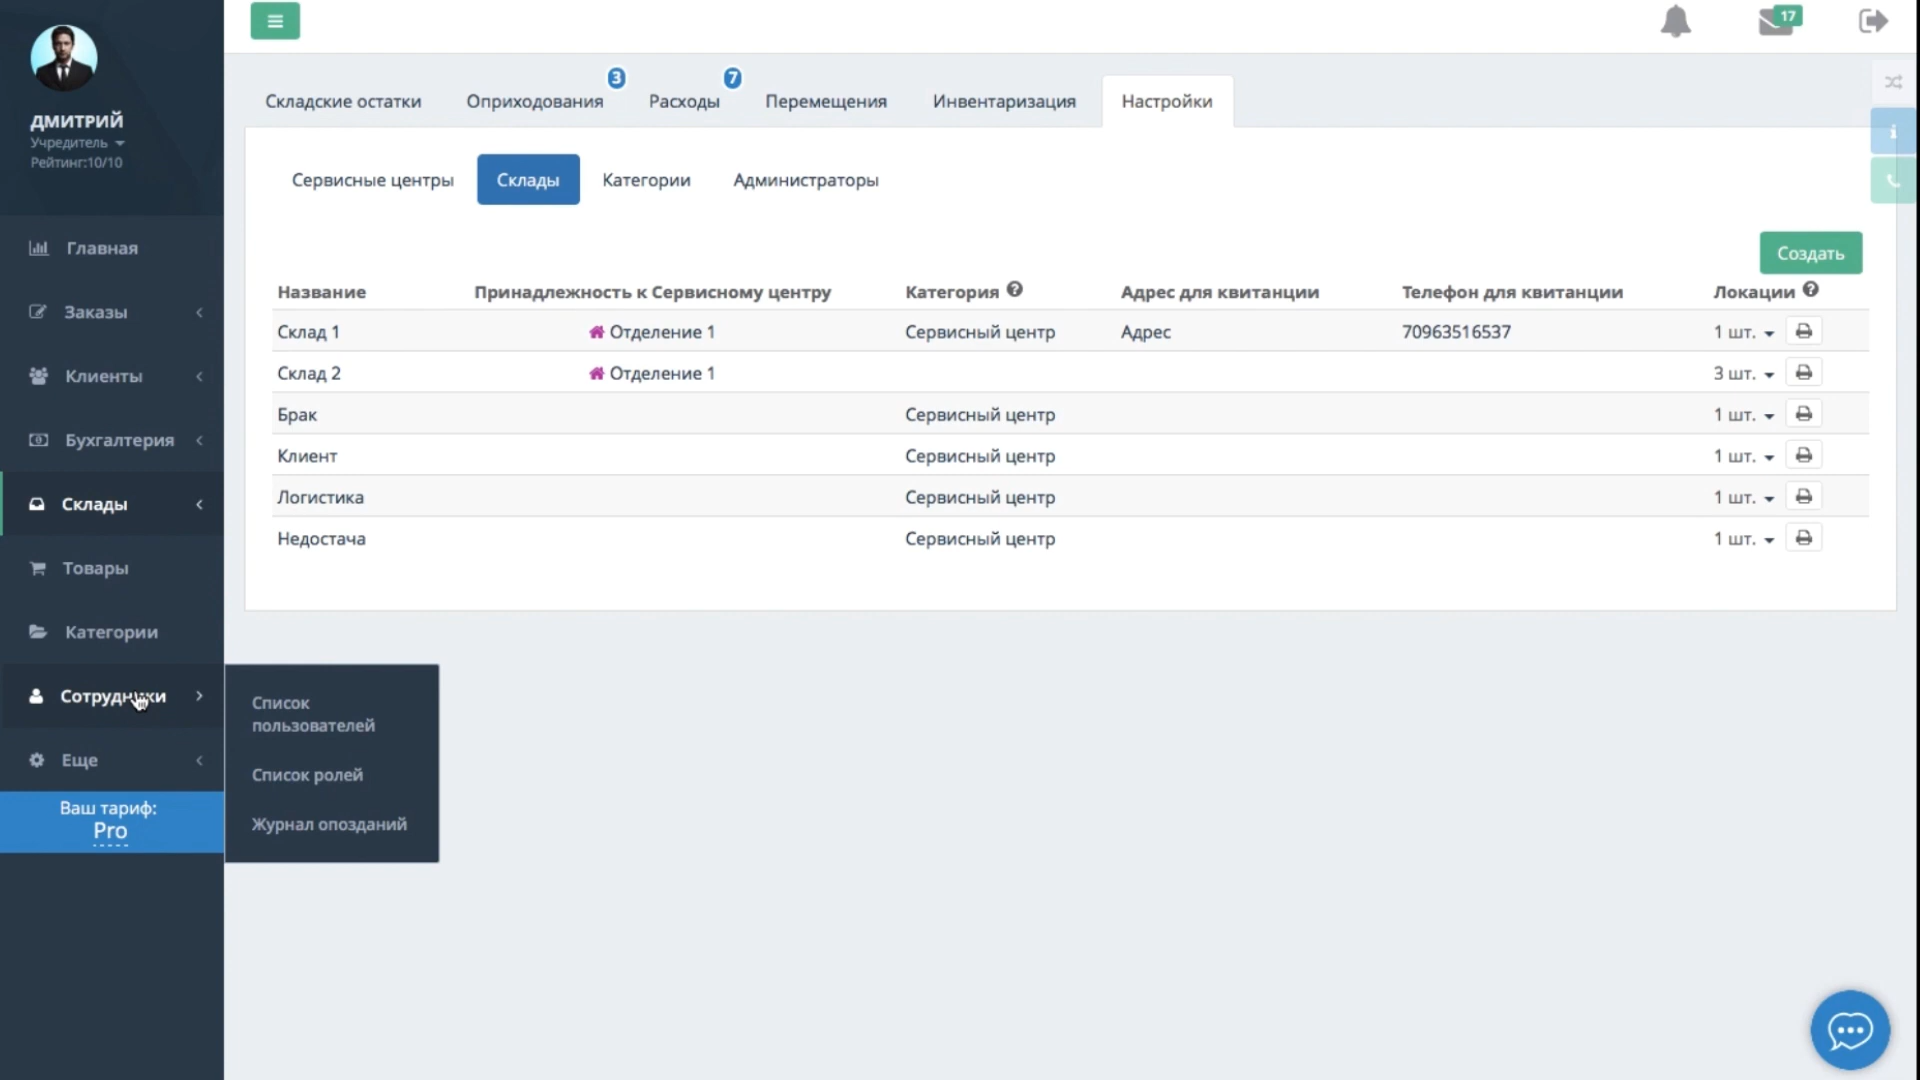 ДМИТРИЙ
Учредитель
Рейтинг:10/10
Главная
Заказы
Клиенты
Бухгалтерия
Склады
Товары
Категории
Сотрудники
Еще
Ваш тариф:
Pro
Список
пользователей
Список ролей
Журнал опозданий
17
Складские остатки
Оприходования 3
Расходы 7
Перемещения
Инвентаризация
Настройки
Сервисные центры
Склады
Категории
Администраторы
Создать
Название Принадлежность к Сервисному центру Категория Адрес для квитанции Телефон для квитанции Локации
Склад 1 Отделение 1 Сервисный центр Адрес 70963516537 1 шт.
Склад 2 Отделение 1 3 шт.
Брак Сервисный центр 1 шт.
Клиент Сервисный центр 1 шт.
Логистика Сервисный центр 1 шт.
Недостача Сервисный центр 1 шт.